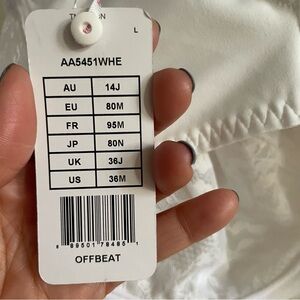 L
AA5451WHE
AU 14J
EU 80M
FR 95M
JP 80N
UK 36J
US 36M
OFFBEAT